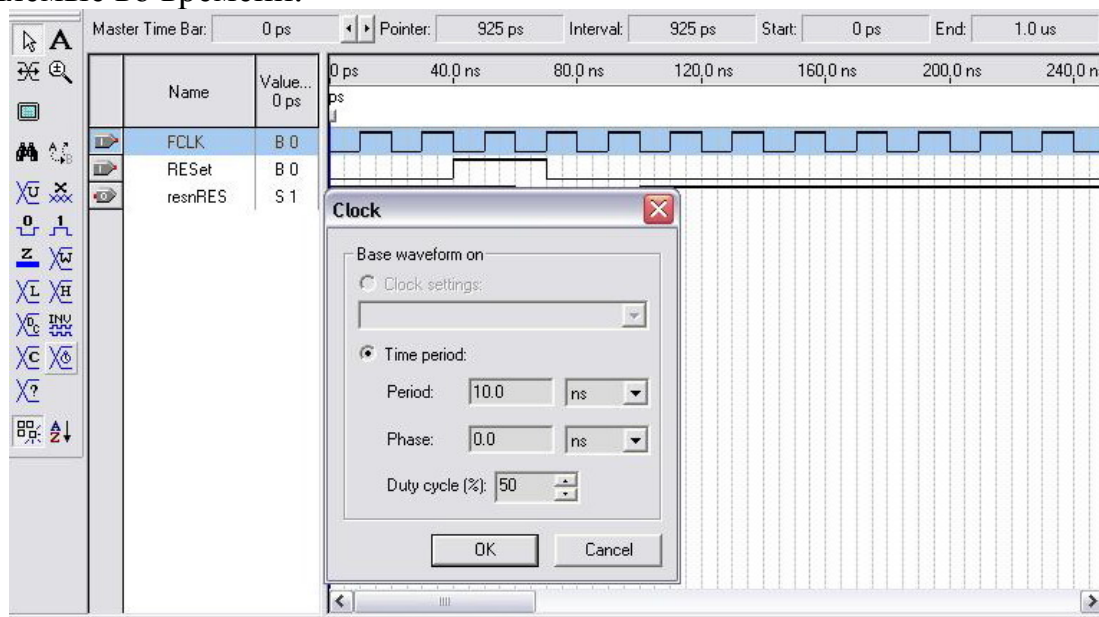 Master Time Bar: 0 ps Pointer: 925 ps Interval: 925 ps Start: 0 ps End: 1.0 us
Name Value... 0 ps
0 ps 40.0 ns 80.0 ns 120.0 ns 160.0 ns 200.0 ns 240.0 n
ps
FCLK B 0
RESet B 0
resnRES S 1
Clock
Base waveform on
Clock settings:
Time period:
Period: 10.0 ns
Phase: 0.0 ns
Duty cycle (%): 50
OK Cancel